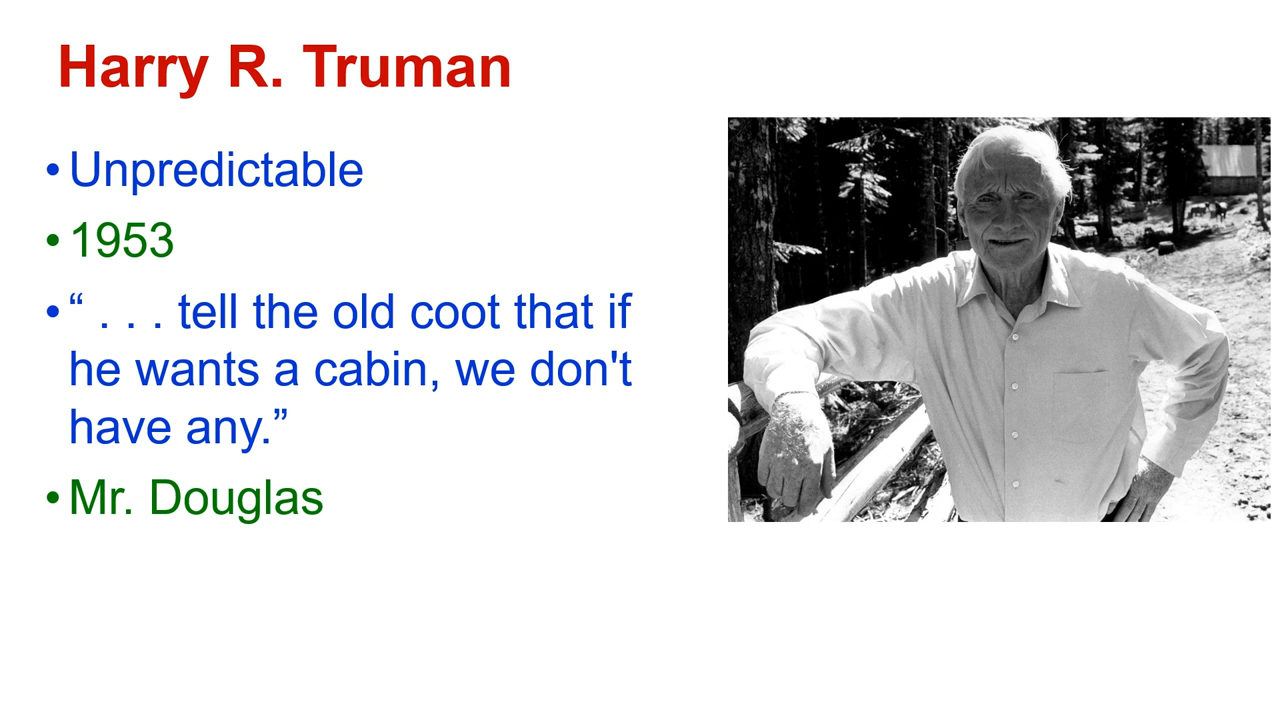 Harry R. Truman
• Unpredictable
• 1953
• “ . . . tell the old coot that if
he wants a cabin, we don't
have any.”
• Mr. Douglas